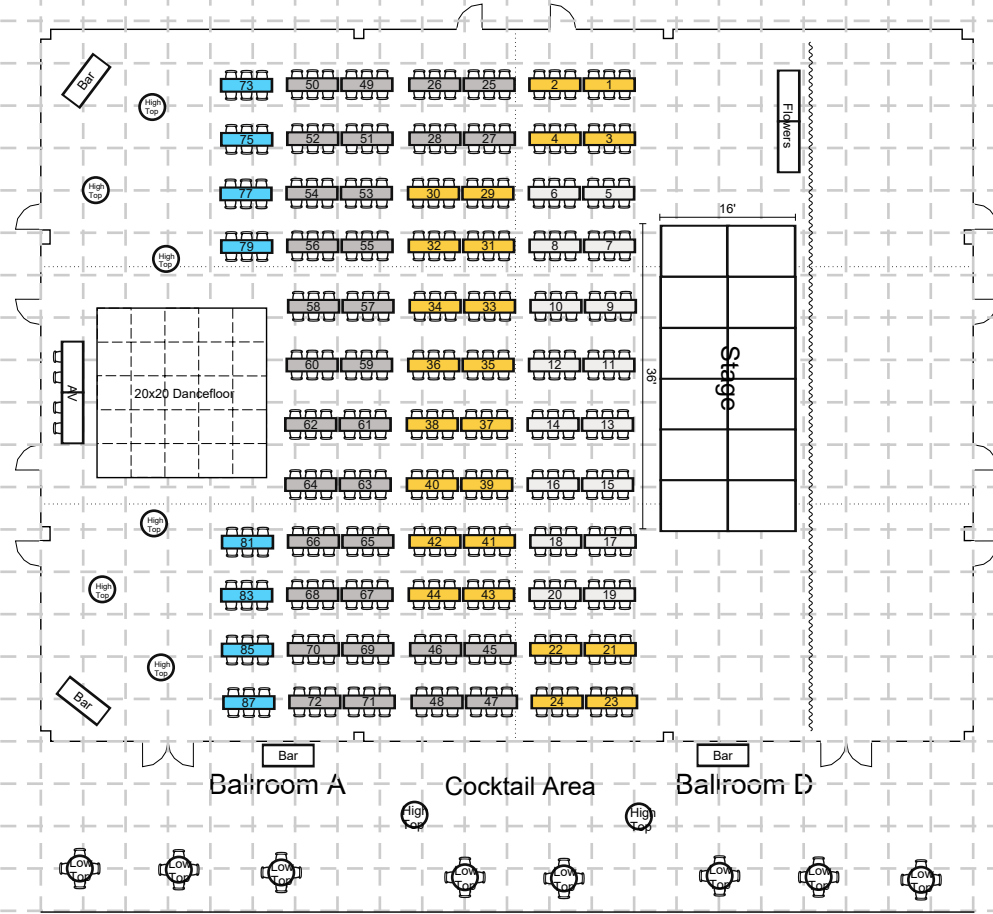 Bar
High
Top
73 50 49 26 25 2 1
Flowers
75 52 51 28 27 4 3
High
Top
77 54 53 30 29 6 5
16'
High
Top
79 56 55 32 31 8 7
58 57 34 33 10 9
60 59 36 35 12 11
36'
Stage
AV
20x20 Dancefloor
62 61 38 37 14 13
64 63 40 39 16 15
High
Top
81 66 65 42 41 18 17
High
Top
83 68 67 44 43 20 19
85 70 69 46 45 22 21
High
Top
Bar
87 72 71 48 47 24 23
Bar
Bar
Ballroom A
Cocktail Area
Ballroom D
High
Top
High
Top
Low
Top
Low
Top
Low
Top
Low
Top
Low
Top
Low
Top
Low
Top
Low
Top